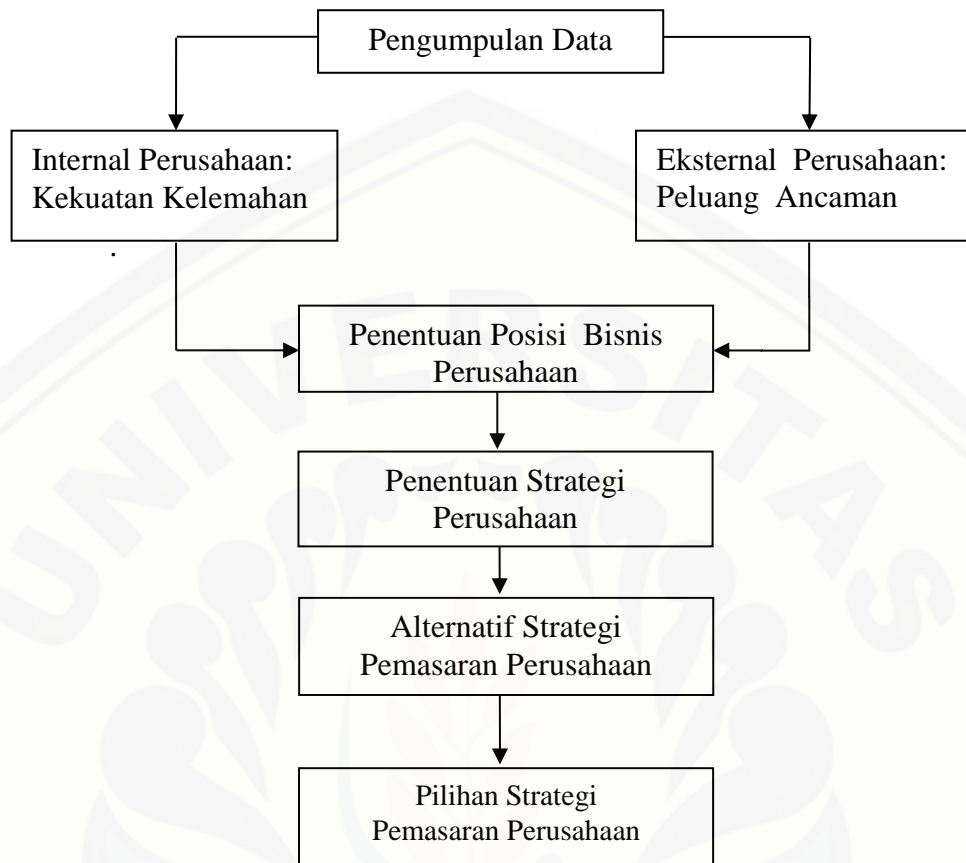 Pengumpulan Data
Internal Perusahaan:
Kekuatan Kelemahan
Eksternal Perusahaan:
Peluang Ancaman
.
Penentuan Posisi Bisnis
Perusahaan
Penentuan Strategi
Perusahaan
Alternatif Strategi
Pemasaran Perusahaan
Pilihan Strategi
Pemasaran Perusahaan
UNIVERSITAS